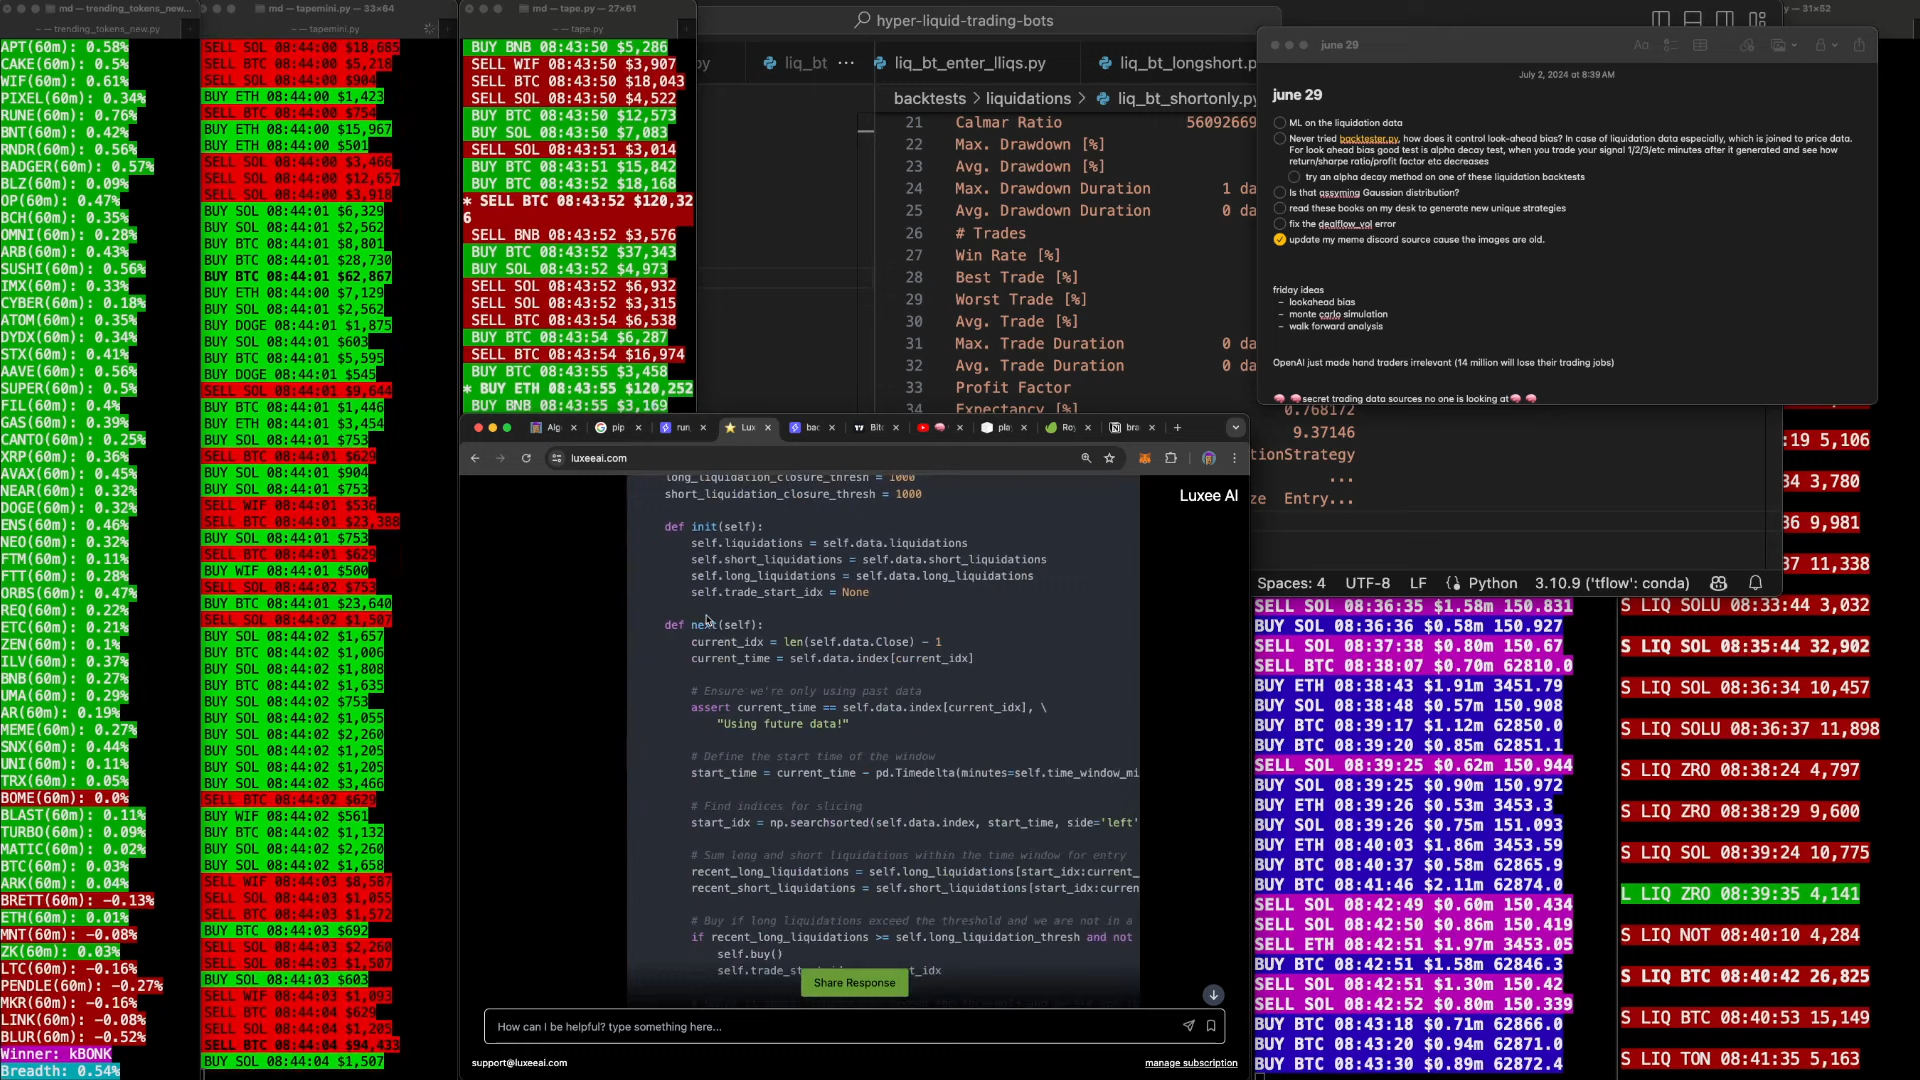 md — trending_tokens_new...
~ — trending_tokens_new.py
APT(60m): 0.58%
CAKE(60m): 0.5%
WIF(60m): 0.61%
PIXEL(60m): 0.34%
RUNE(60m): 0.76%
BNT(60m): 0.42%
RNDR(60m): 0.56%
BADGER(60m): 0.57%
BLZ(60m): 0.09%
OP(60m): 0.47%
BCH(60m): 0.35%
OMNI(60m): 0.28%
ARB(60m): 0.43%
SUSHI(60m): 0.56%
IMX(60m): 0.33%
CYBER(60m): 0.18%
ATOM(60m): 0.35%
DYDX(60m): 0.34%
STX(60m): 0.41%
AAVE(60m): 0.56%
SUPER(60m): 0.5%
FIL(60m): 0.4%
GAS(60m): 0.39%
CANTO(60m): 0.25%
XRP(60m): 0.36%
AVAX(60m): 0.45%
NEAR(60m): 0.32%
DOGE(60m): 0.32%
ENS(60m): 0.46%
NEO(60m): 0.32%
FTM(60m): 0.11%
FTT(60m): 0.28%
ORBS(60m): 0.47%
REQ(60m): 0.22%
ETC(60m): 0.21%
ZEN(60m): 0.1%
ILV(60m): 0.37%
BNB(60m): 0.27%
UMA(60m): 0.29%
AR(60m): 0.19%
MEME(60m): 0.27%
SNX(60m): 0.44%
UNI(60m): 0.11%
TRX(60m): 0.05%
BOME(60m): 0.0%
BLAST(60m): 0.11%
TURBO(60m): 0.09%
MATIC(60m): 0.02%
BTC(60m): 0.03%
ARK(60m): 0.04%
BRETT(60m): -0.13%
ETH(60m): 0.01%
MNT(60m): -0.08%
ZK(60m): 0.03%
LTC(60m): -0.16%
PENDLE(60m): -0.27%
MKR(60m): -0.16%
LINK(60m): -0.08%
BLUR(60m): -0.52%
Winner: kBONK
Breadth: 0.54%
md — tapemini.py — 33×64
~ — tapemini.py
SELL SOL 08:44:00 $18,685
SELL BTC 08:44:00 $5,218
SELL SOL 08:44:00 $904
BUY ETH 08:44:00 $1,423
SELL BTC 08:44:00 $754
BUY ETH 08:44:00 $15,967
BUY ETH 08:44:00 $501
SELL SOL 08:44:00 $3,466
SELL SOL 08:44:00 $12,657
SELL SOL 08:44:00 $3,918
BUY SOL 08:44:01 $6,329
BUY SOL 08:44:01 $2,562
BUY BTC 08:44:01 $8,801
BUY BTC 08:44:01 $28,730
BUY BTC 08:44:01 $62,867
BUY ETH 08:44:00 $7,129
BUY SOL 08:44:01 $2,562
BUY DOGE 08:44:01 $1,875
BUY SOL 08:44:01 $603
BUY BTC 08:44:01 $5,595
BUY DOGE 08:44:01 $545
SELL SOL 08:44:01 $9,644
BUY BTC 08:44:01 $1,446
BUY ETH 08:44:01 $3,454
BUY SOL 08:44:01 $753
SELL BTC 08:44:01 $629
BUY SOL 08:44:01 $904
BUY SOL 08:44:01 $753
SELL WIF 08:44:01 $536
SELL BTC 08:44:01 $23,388
BUY SOL 08:44:01 $753
SELL BTC 08:44:01 $629
BUY WIF 08:44:01 $500
SELL SOL 08:44:02 $753
BUY BTC 08:44:01 $23,640
SELL SOL 08:44:02 $1,507
BUY SOL 08:44:02 $1,657
BUY BTC 08:44:02 $1,006
BUY SOL 08:44:02 $1,808
BUY BTC 08:44:02 $1,635
BUY SOL 08:44:02 $753
BUY SOL 08:44:02 $1,055
BUY SOL 08:44:02 $2,260
BUY SOL 08:44:02 $1,205
BUY SOL 08:44:02 $1,205
BUY SOL 08:44:02 $3,466
SELL BTC 08:44:02 $629
BUY WIF 08:44:02 $561
BUY BTC 08:44:02 $1,132
BUY SOL 08:44:02 $2,260
BUY SOL 08:44:02 $1,658
SELL WIF 08:44:03 $8,587
SELL SOL 08:44:03 $1,055
SELL BTC 08:44:03 $1,572
BUY BTC 08:44:03 $692
SELL SOL 08:44:03 $2,260
SELL SOL 08:44:03 $1,507
BUY SOL 08:44:03 $603
SELL WIF 08:44:03 $1,093
SELL BTC 08:44:04 $629
SELL SOL 08:44:04 $1,205
SELL BTC 08:44:04 $94,433
BUY SOL 08:44:04 $1,507
md — tape.py — 27×61
~ — tape.py
BUY BNB 08:43:50 $5,286
SELL WIF 08:43:50 $3,907
SELL BTC 08:43:50 $18,043
SELL SOL 08:43:50 $4,522
BUY BTC 08:43:50 $12,573
BUY SOL 08:43:50 $7,083
SELL SOL 08:43:51 $3,014
BUY BTC 08:43:52 $15,842
BUY BTC 08:43:52 $18,168
* SELL BTC 08:43:52 $120,32
6
SELL BNB 08:43:52 $3,576
BUY BTC 08:43:52 $37,343
BUY SOL 08:43:52 $4,973
SELL SOL 08:43:52 $6,932
SELL SOL 08:43:52 $3,315
SELL BTC 08:43:54 $6,538
BUY BTC 08:43:54 $6,287
SELL BTC 08:43:54 $16,974
BUY BTC 08:43:55 $3,458
* BUY ETH 08:43:55 $120,252
BUY BNB 08:43:55 $3,169
hyper-liquid-trading-bots
py
liq_bt ···
liq_bt_enter_lliqs.py
liq_bt_longshort.p
backtests > liquidations > liq_bt_shortonly.py
21 Calmar Ratio 56092669
22 Max. Drawdown [%]
23 Avg. Drawdown [%]
24 Max. Drawdown Duration 1 da
25 Avg. Drawdown Duration 0 da
26 # Trades
27 Win Rate [%]
28 Best Trade [%]
29 Worst Trade [%]
30 Avg. Trade [%]
31 Max. Trade Duration 0 da
32 Avg. Trade Duration 0 da
33 Profit Factor
34 Expectancy [%]
0.768172
9.37146
ionStrategy
...
ze Entry...
Spaces: 4 UTF-8 LF Python 3.10.9 ('tflow': conda)
june 29
July 2, 2024 at 8:39 AM
june 29
ML on the liquidation data
Never tried backtester.py, how does it control look-ahead bias? In case of liquidation data especially, which is joined to price data.
For look ahead bias good test is alpha decay test, when you trade your signal 1/2/3/etc minutes after it generated and see how
return/sharpe ratio/profit factor etc decreases
try an alpha decay method on one of these liquidation backtests
Is that assyming Gaussian distribution?
read these books on my desk to generate new unique strategies
fix the dealflow_vpl error
update my meme discord source cause the images are old.
friday ideas
– lookahead bias
– monte carlo simulation
– walk forward analysis
OpenAI just made hand traders irrelevant (14 million will lose their trading jobs)
🧠 🧠secret trading data sources no one is looking at🧠 🧠
Alg
pip
run
Lux
bac
Bitc
pla
Roy
bra
luxeeai.com
Luxee AI
long_liquidation_closure_thresh = 1000
short_liquidation_closure_thresh = 1000
def init(self):
self.liquidations = self.data.liquidations
self.short_liquidations = self.data.short_liquidations
self.long_liquidations = self.data.long_liquidations
self.trade_start_idx = None
def next(self):
current_idx = len(self.data.Close) - 1
current_time = self.data.index[current_idx]
# Ensure we're only using past data
assert current_time == self.data.index[current_idx], \
"Using future data!"
# Define the start time of the window
start_time = current_time - pd.Timedelta(minutes=self.time_window_mi
# Find indices for slicing
start_idx = np.searchsorted(self.data.index, start_time, side='left'
# Sum long and short liquidations within the time window for entry
recent_long_liquidations = self.long_liquidations[start_idx:current_
recent_short_liquidations = self.short_liquidations[start_idx:curren
# Buy if long liquidations exceed the threshold and we are not in a
if recent_long_liquidations >= self.long_liquidation_thresh and not
self.buy()
self.trade_st t_idx
Share Response
How can I be helpful? type something here...
support@luxeeai.com
manage subscription
SELL SOL 08:36:35 $1.58m 150.831
BUY SOL 08:36:36 $0.58m 150.927
SELL SOL 08:37:38 $0.80m 150.67
SELL BTC 08:38:07 $0.70m 62810.0
BUY ETH 08:38:43 $1.91m 3451.79
BUY SOL 08:38:48 $0.57m 150.908
BUY BTC 08:39:17 $1.12m 62850.0
BUY BTC 08:39:20 $0.85m 62851.1
SELL SOL 08:39:25 $0.62m 150.944
BUY SOL 08:39:25 $0.90m 150.972
BUY ETH 08:39:26 $0.53m 3453.3
BUY SOL 08:39:26 $0.75m 151.093
BUY ETH 08:40:03 $1.86m 3453.59
BUY BTC 08:40:37 $0.58m 62865.9
BUY BTC 08:41:46 $2.11m 62874.0
SELL SOL 08:42:49 $0.60m 150.434
SELL SOL 08:42:50 $0.86m 150.419
SELL ETH 08:42:51 $1.97m 3453.05
BUY BTC 08:42:51 $1.58m 62846.3
SELL SOL 08:42:51 $1.30m 150.42
SELL SOL 08:42:52 $0.80m 150.339
BUY BTC 08:43:18 $0.71m 62866.0
BUY BTC 08:43:20 $0.94m 62871.0
BUY BTC 08:43:30 $0.89m 62872.4
y — 31×52
:19 5,106
34 3,780
36 9,981
37 11,338
S LIQ SOLU 08:33:44 3,032
S LIQ SOL 08:35:44 32,902
S LIQ SOL 08:36:34 10,457
S LIQ SOLU 08:36:37 11,898
S LIQ ZRO 08:38:24 4,797
S LIQ ZRO 08:38:29 9,600
S LIQ SOL 08:39:24 10,775
L LIQ ZRO 08:39:35 4,141
S LIQ NOT 08:40:10 4,284
S LIQ BTC 08:40:42 26,825
S LIQ BTC 08:40:53 15,149
S LIQ TON 08:41:35 5,163